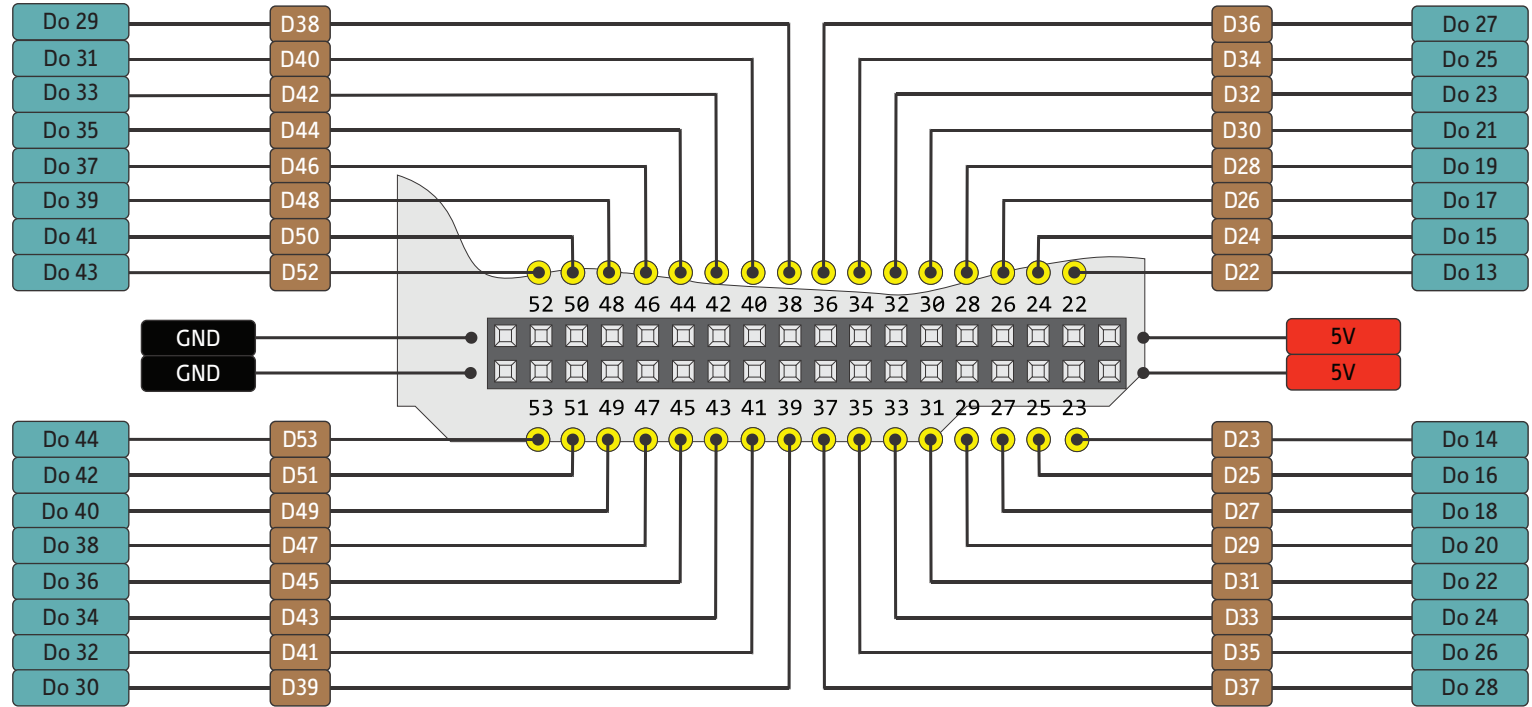 Do 29 D38 D36 Do 27
Do 31 D40 D34 Do 25
Do 33 D42 D32 Do 23
Do 35 D44 D30 Do 21
Do 37 D46 D28 Do 19
Do 39 D48 D26 Do 17
Do 41 D50 D24 Do 15
Do 43 D52 D22 Do 13
52 50 48 46 44 42 40 38 36 34 32 30 28 26 24 22
GND 5V
GND 5V
53 51 49 47 45 43 41 39 37 35 33 31 29 27 25 23
Do 44 D53 D23 Do 14
Do 42 D51 D25 Do 16
Do 40 D49 D27 Do 18
Do 38 D47 D29 Do 20
Do 36 D45 D31 Do 22
Do 34 D43 D33 Do 24
Do 32 D41 D35 Do 26
Do 30 D39 D37 Do 28